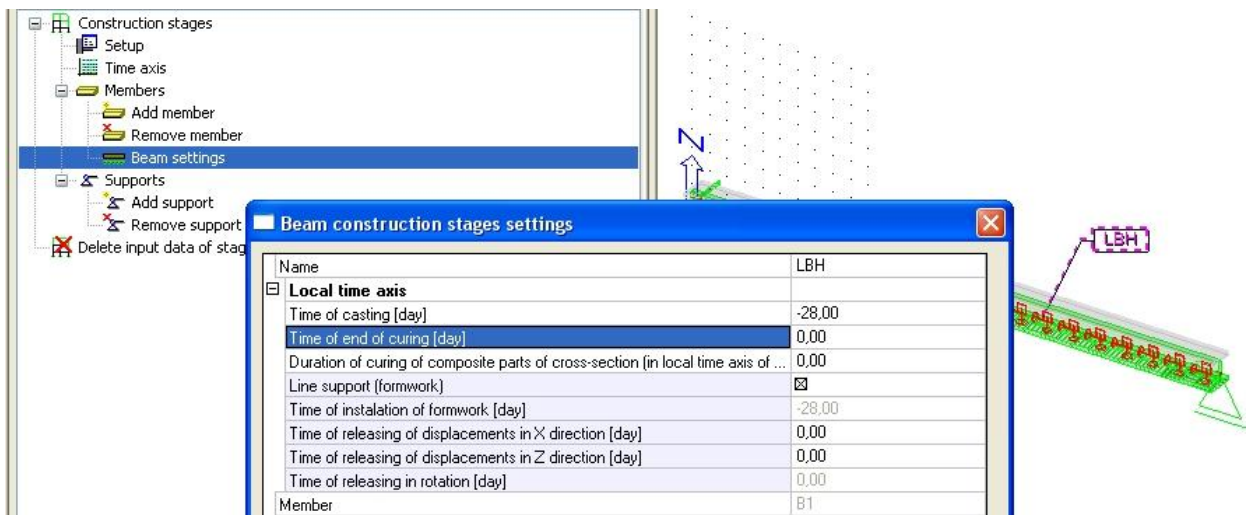 Construction stages
Setup
Time axis
Members
Add member
Remove member
Beam settings
Supports
Add support
Remove support
Delete input data of stag
Z
LBH
Beam construction stages settings
Name LBH
Local time axis
Time of casting [day] -28,00
Time of end of curing [day] 0,00
Duration of curing of composite parts of cross-section (in local time axis of ... 0,00
Line support (formwork)
Time of instalation of formwork [day] -28,00
Time of releasing of displacements in X direction [day] 0,00
Time of releasing of displacements in Z direction [day] 0,00
Time of releasing in rotation [day] 0,00
Member B1